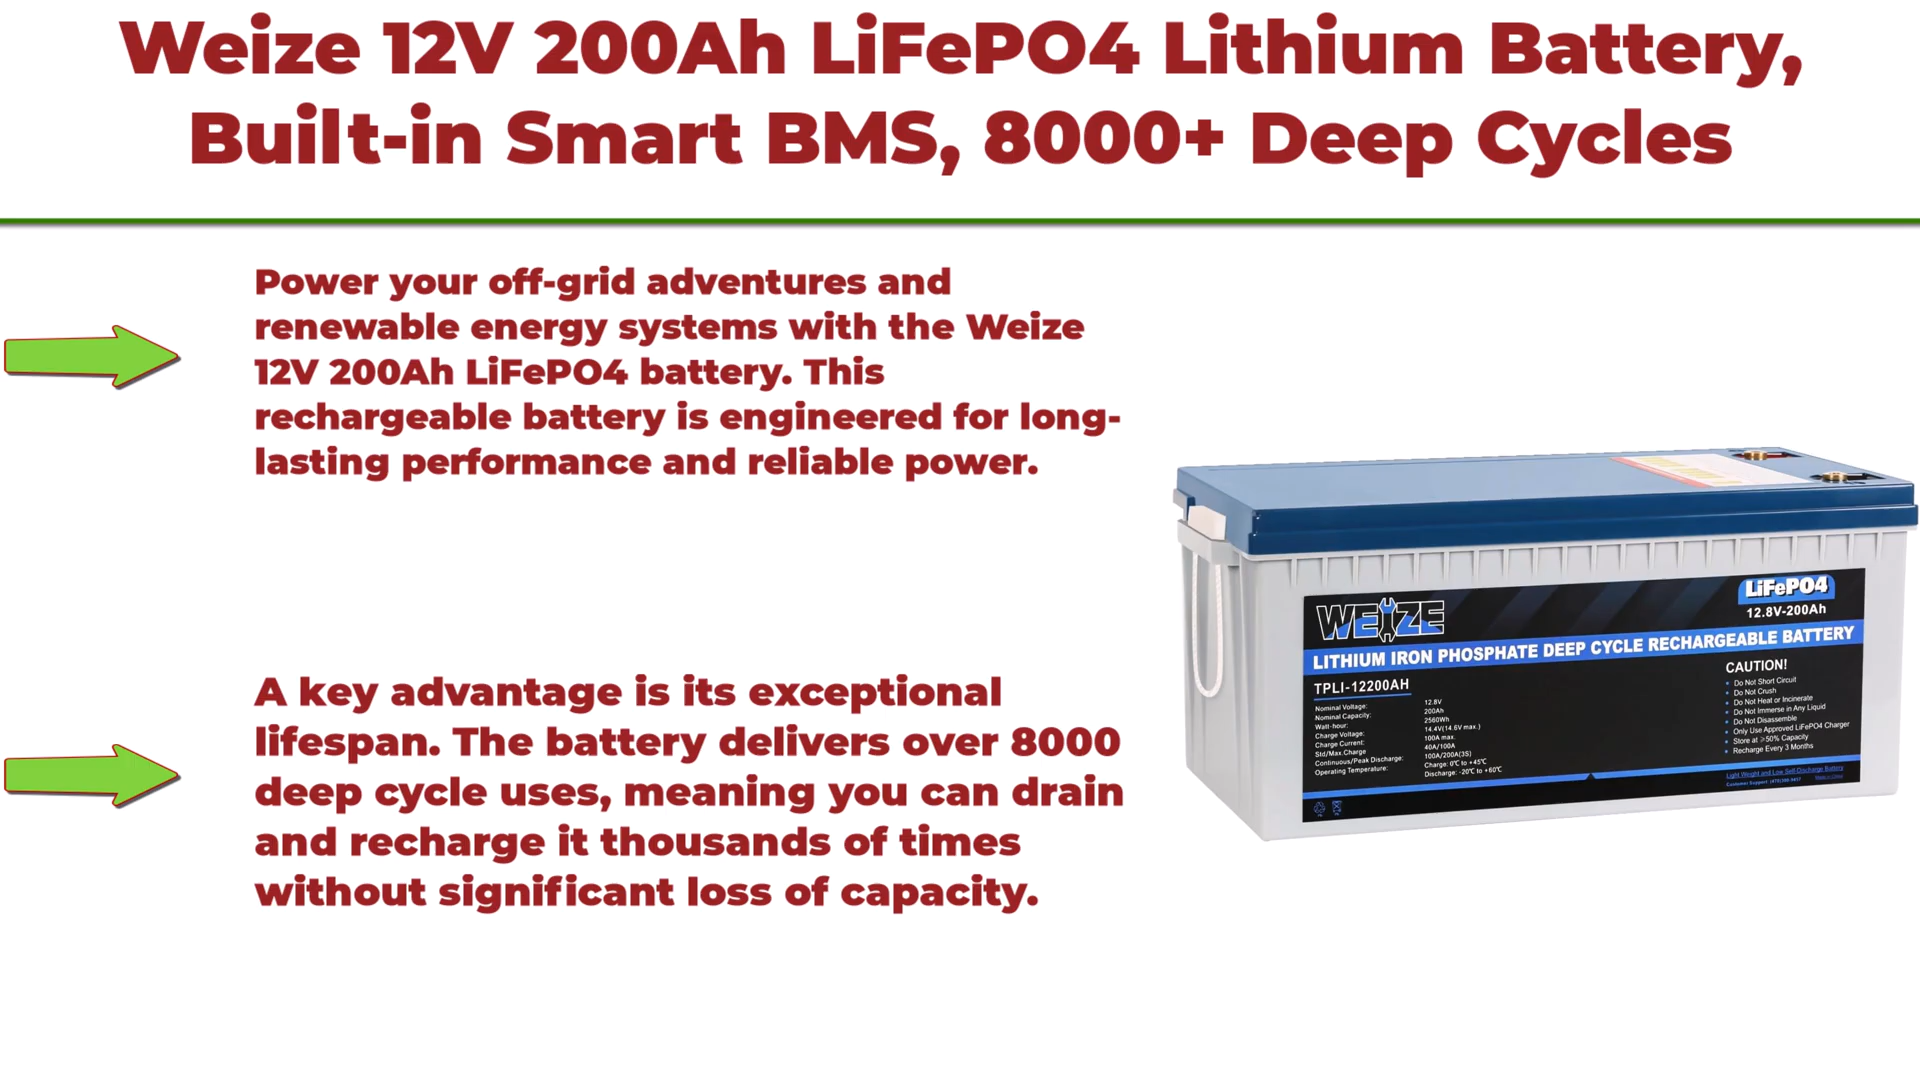 Weize 12V 200Ah LiFePO4 Lithium Battery,
Built-in Smart BMS, 8000+ Deep Cycles
Power your off-grid adventures and
renewable energy systems with the Weize
12V 200Ah LiFePO4 battery. This
rechargeable battery is engineered for long-
lasting performance and reliable power.
A key advantage is its exceptional
lifespan. The battery delivers over 8000
deep cycle uses, meaning you can drain
and recharge it thousands of times
without significant loss of capacity.
WEIZE
LiFePO4
12.8V-200Ah
LITHIUM IRON PHOSPHATE DEEP CYCLE RECHARGEABLE BATTERY
TPLI-12200AH
Nominal Voltage: 12.8V
Nominal Capacity: 200Ah
Watt-hour: 2560Wh
Charge Voltage: 14.4V(14.6V max.)
Charge Current: 100A max.
Std/Max.Charge 40A/100A
Continuous/Peak Discharge: 100A/200A(3S)
Operating Temperature: Charge: 0℃ to +45℃
Discharge: -20℃ to +60℃
CAUTION!
• Do Not Short Circuit
• Do Not Crush
• Do Not Heat or Incinerate
• Do Not Immerse in Any Liquid
• Do Not Disassemble
• Only Use Approved LiFePO4 Charger
• Store at ≥50% Capacity
• Recharge Every 3 Months
Light Weight and Low Self-Discharge Battery